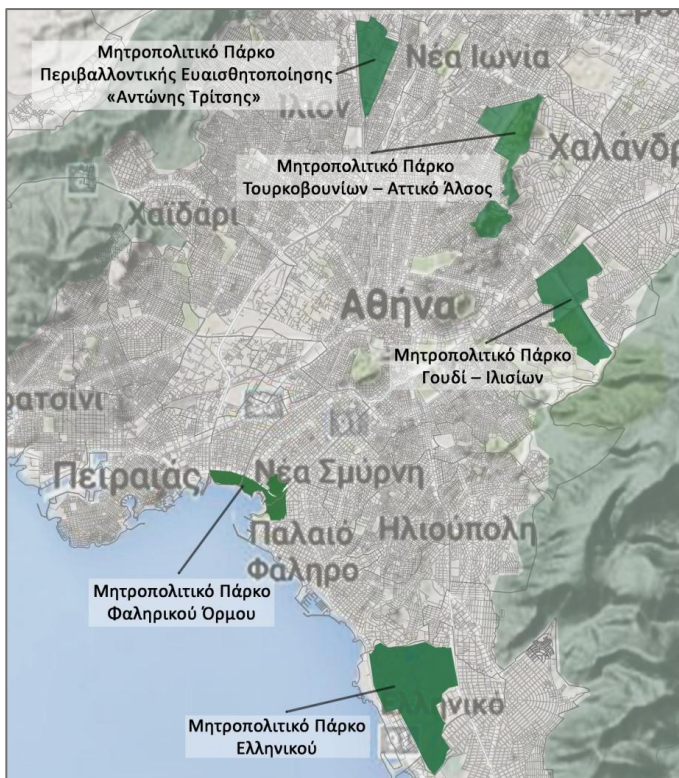 Μητροπολιτικό Πάρκο
Περιβαλλοντικής Ευαισθητοποίησης
«Αντώνης Τρίτσης»
Νέα Ιωνία
Ίλιον
Μητροπολιτικό Πάρκο
Τουρκοβουνίων – Αττικό Άλσος
Χαλάνδρ
Χαϊδάρι
Αθήνα
Μητροπολιτικό Πάρκο
Γουδί – Ιλισίων
ρατσίνι
Πειραιάς
Νέα Σμύρνη
Παλαιό
Φάληρο
Ηλιούπολη
Μητροπολιτικό Πάρκο
Φαληρικού Όρμου
Ελληνικό
Μητροπολιτικό Πάρκο
Ελληνικού